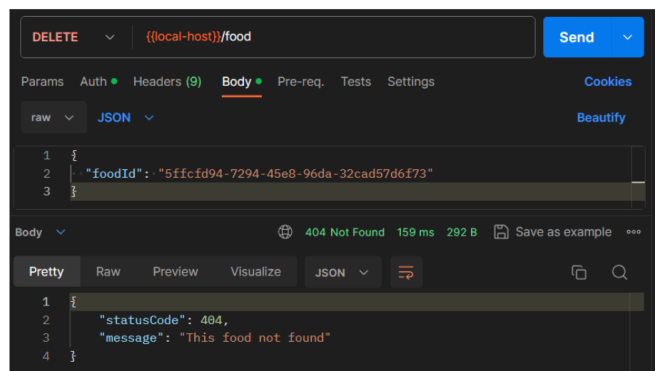 DELETE {{local-host}}/food Send
Params Auth Headers (9) Body Pre-req. Tests Settings Cookies
raw JSON Beautify
1 {
2 "foodId": "5ffcfd94-7294-45e8-96da-32cad57d6f73"
3 }
Body 404 Not Found 159 ms 292 B Save as example
Pretty Raw Preview Visualize JSON
1 {
2 "statusCode": 404,
3 "message": "This food not found"
4 }